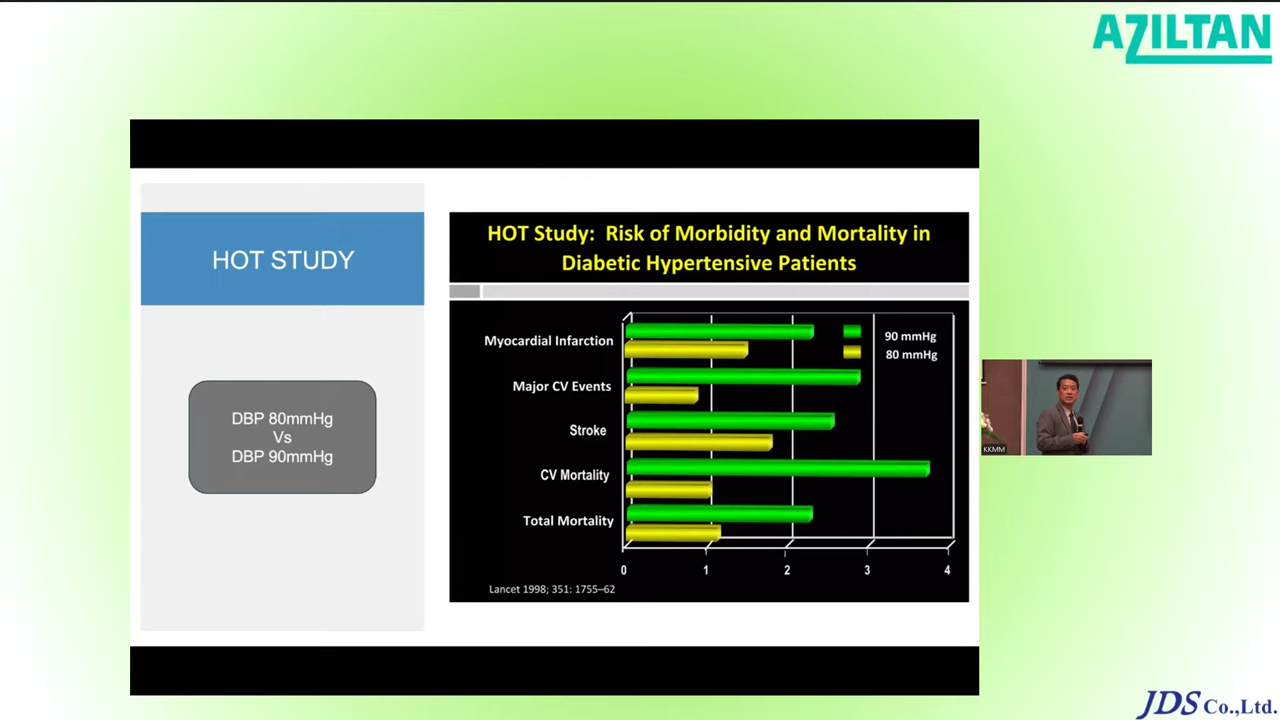 AZILTAN
HOT STUDY
DBP 80mmHg
Vs
DBP 90mmHg
HOT Study: Risk of Morbidity and Mortality in
Diabetic Hypertensive Patients
Myocardial Infarction
Major CV Events
Stroke
CV Mortality
Total Mortality
90 mmHg
80 mmHg
0 1 2 3 4
Lancet 1998; 351: 1755–62
KKMM
JDS Co.,Ltd.